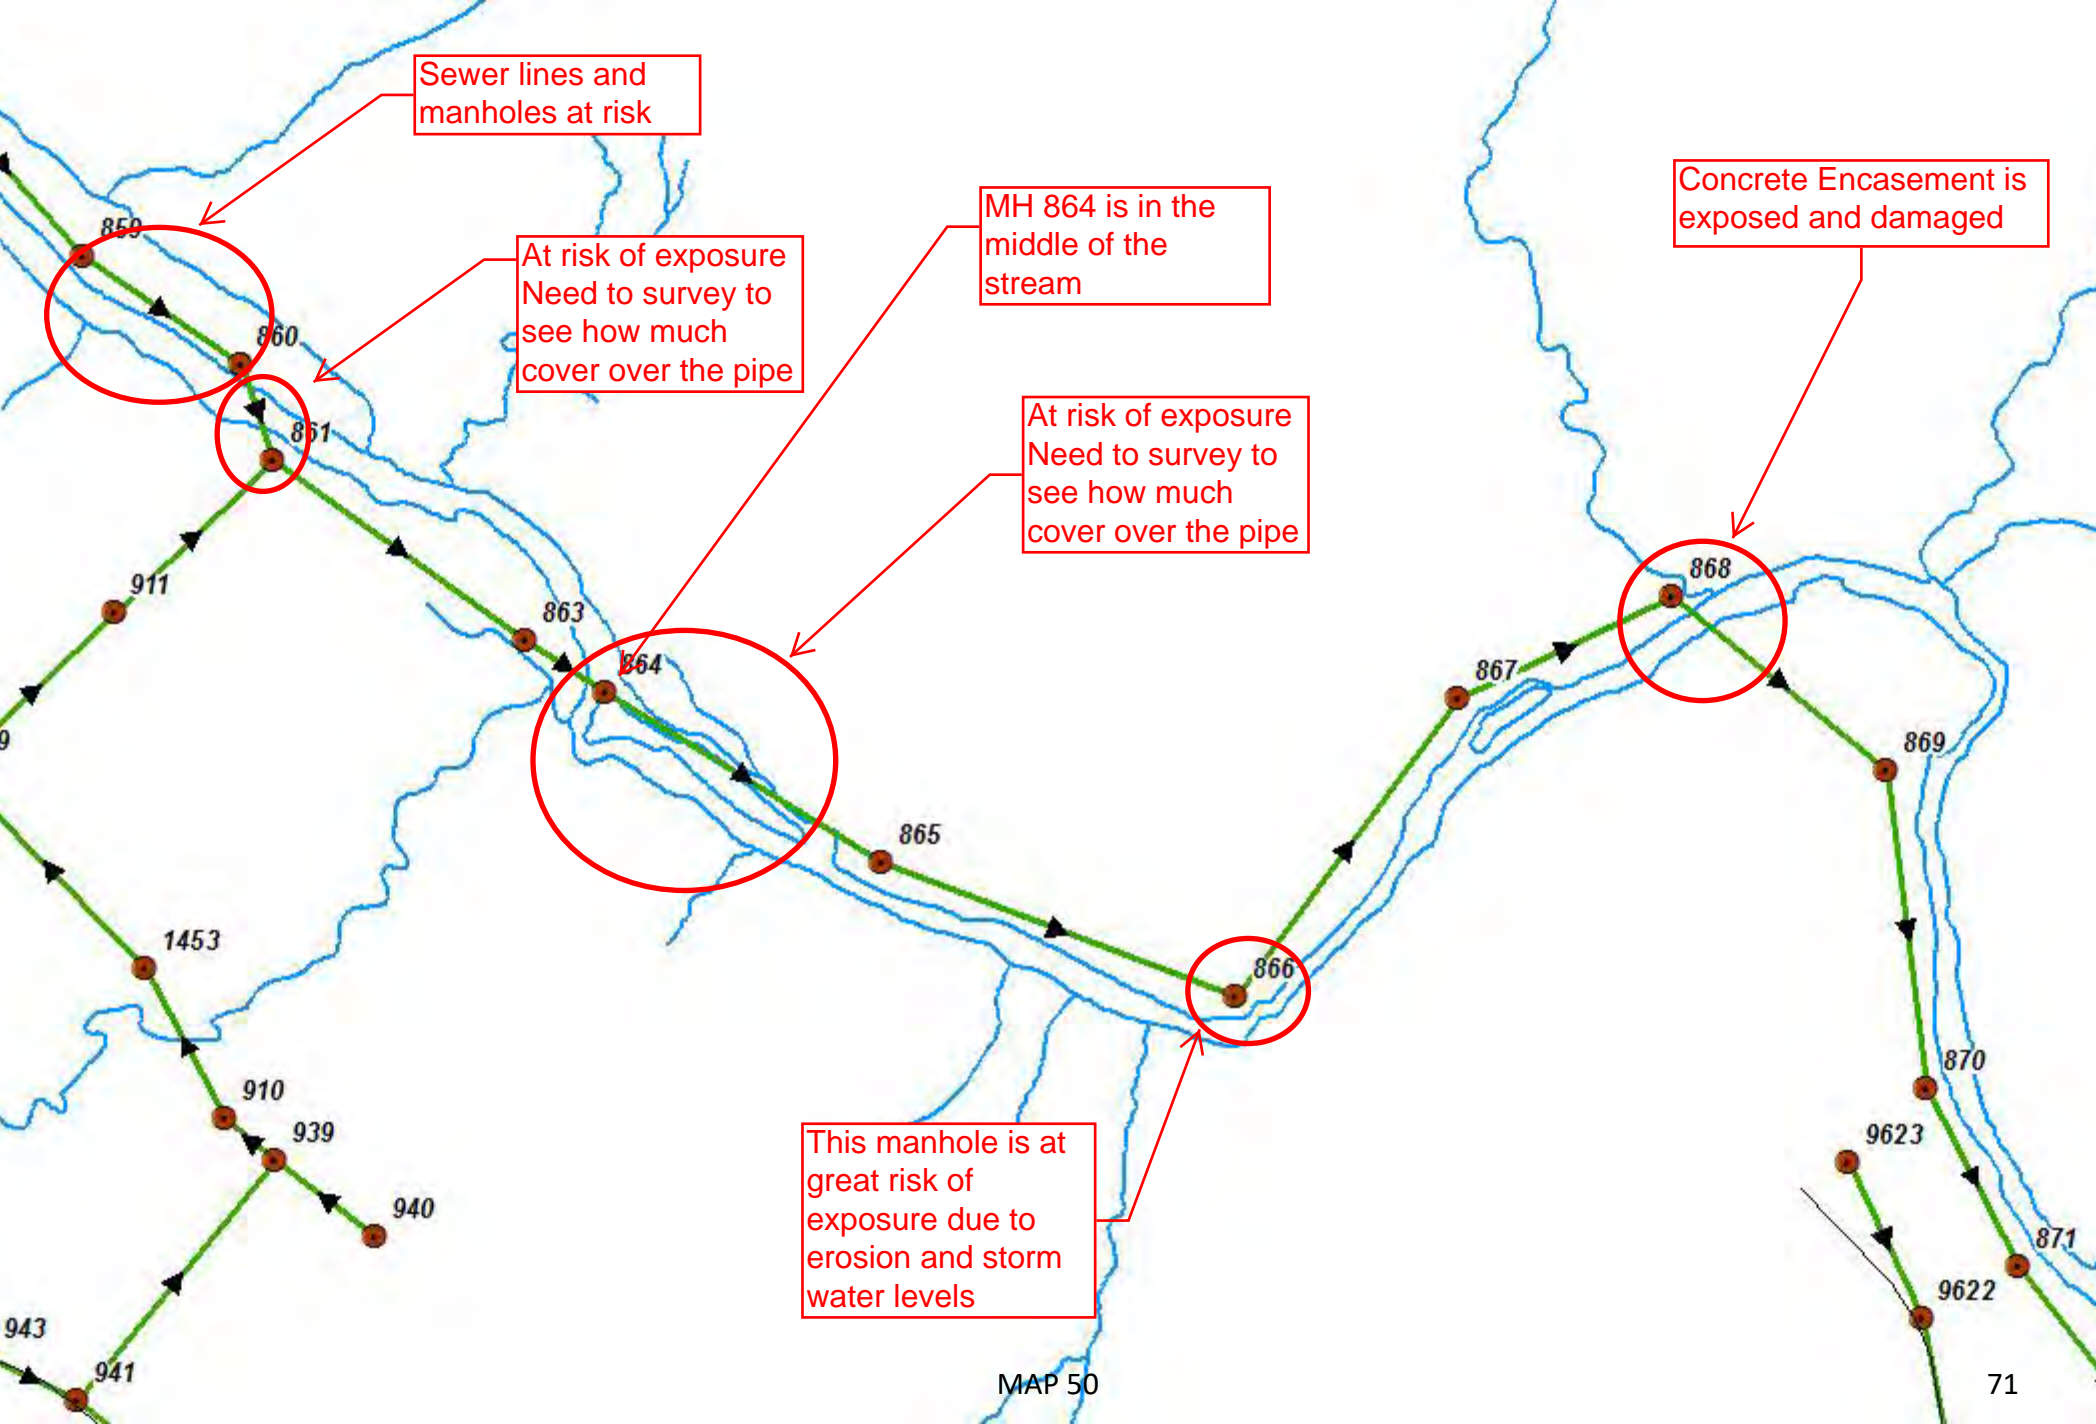 Sewer lines and
manholes at risk
At risk of exposure
Need to survey to
see how much
cover over the pipe
MH 864 is in the
middle of the
stream
Concrete Encasement is
exposed and damaged
At risk of exposure
Need to survey to
see how much
cover over the pipe
This manhole is at
great risk of
exposure due to
erosion and storm
water levels
859
860
861
911
863
864
868
867
869
9
865
1453
866
910
939
870
9623
940
871
9622
943
941
MAP 50
71